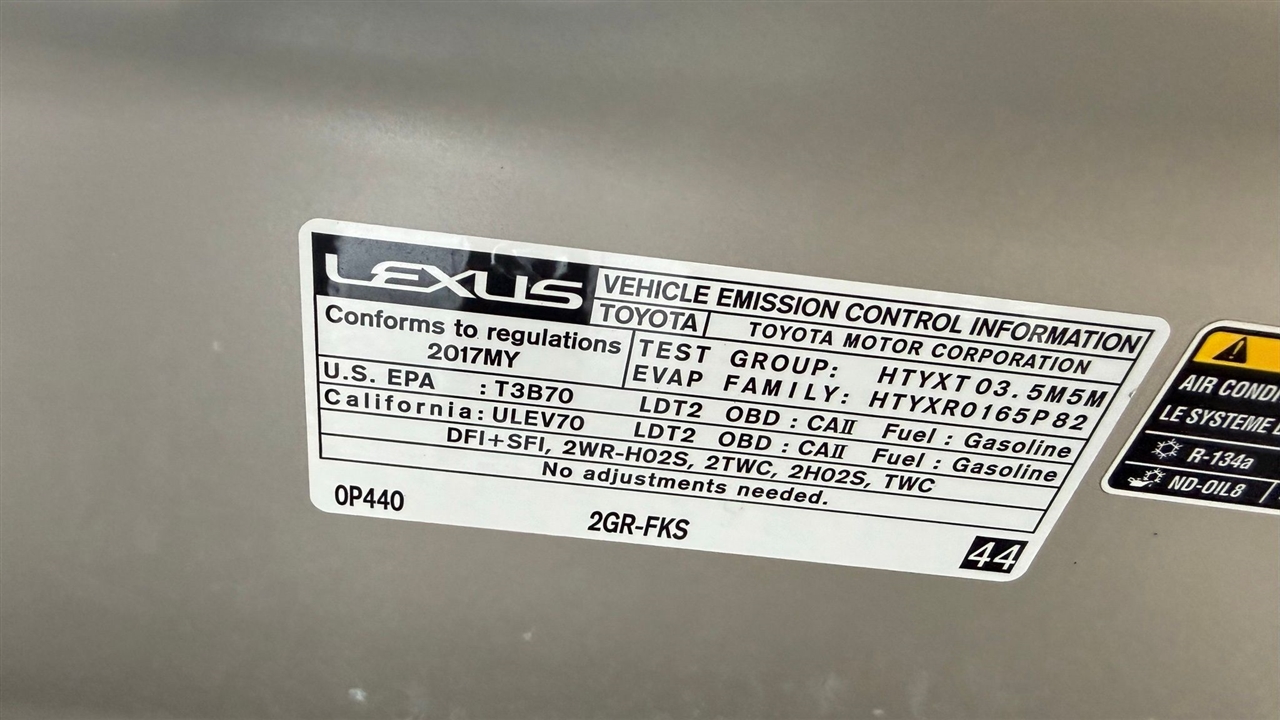 LEXUS
VEHICLE EMISSION CONTROL INFORMATION
TOYOTA TOYOTA MOTOR CORPORATION
Conforms to regulations
2017MY
TEST GROUP: HTYXT03.5M5M
EVAP FAMILY: HTYXR0165P82
U.S. EPA : T3B70 LDT2 OBD : CAII Fuel : Gasoline
California : ULEV70 LDT2 OBD : CAII Fuel : Gasoline
DFI+SFI, 2WR-HO2S, 2TWC, 2HO2S, TWC
No adjustments needed.
0P440
2GR-FKS
44
AIR COND
LE SYSTEME
R-134a
ND-OIL8